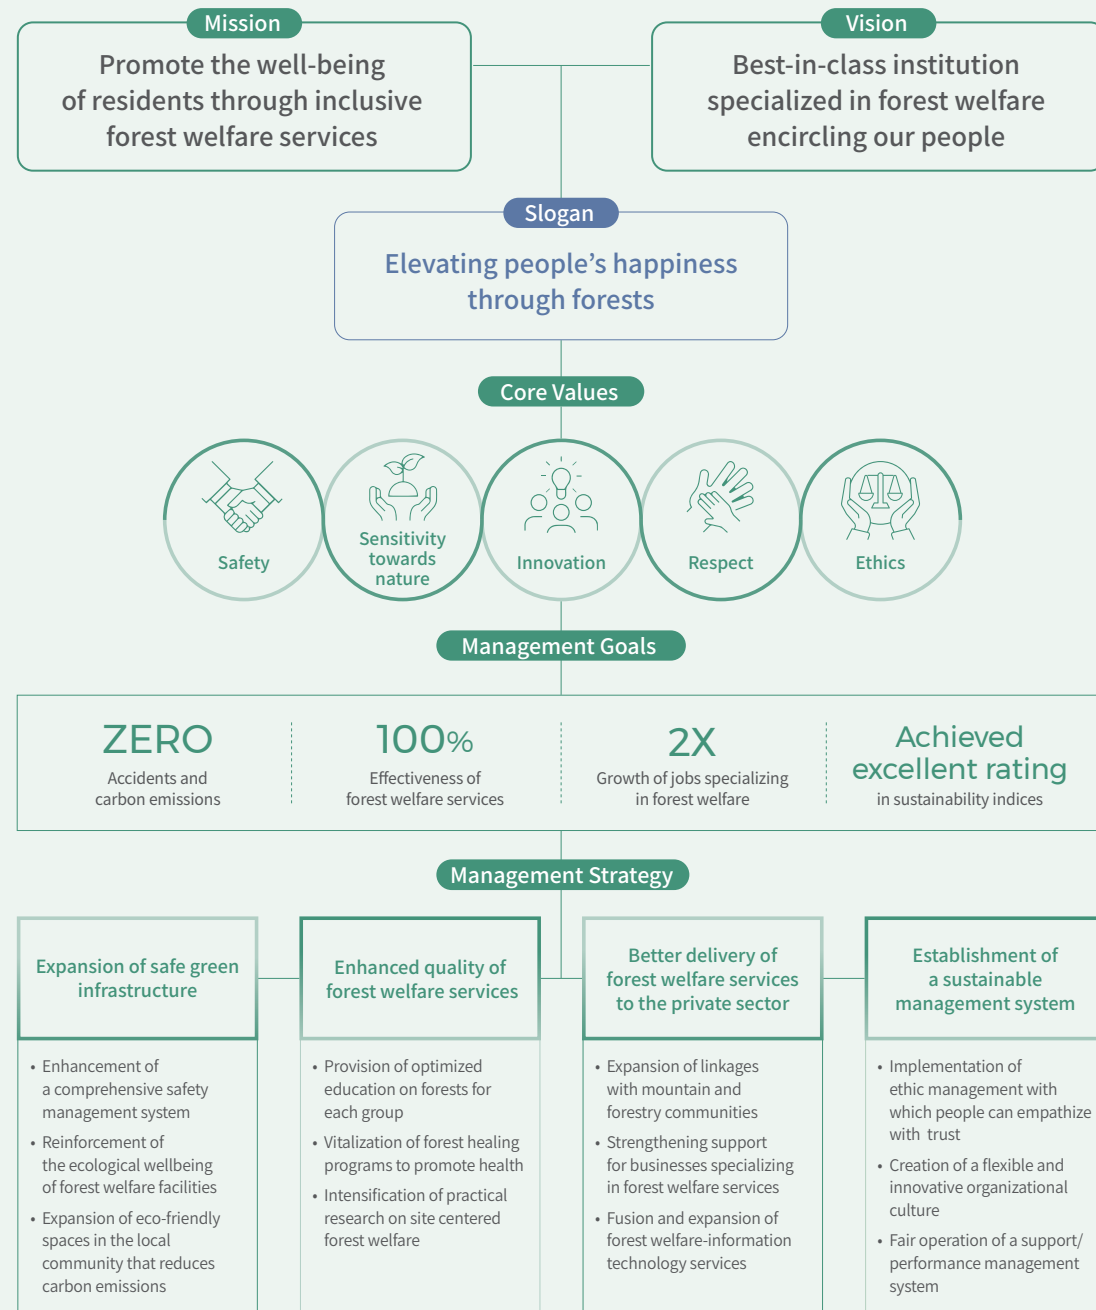 Mission
Promote the well-being
of residents through inclusive
forest welfare services
Vision
Best-in-class institution
specialized in forest welfare
encircling our people
Slogan
Elevating people’s happiness
through forests
Core Values
Safety
Sensitivity
towards
nature
Innovation
Respect
Ethics
Management Goals
ZERO
Accidents and
carbon emissions
100%
Effectiveness of
forest welfare services
2X
Growth of jobs specializing
in forest welfare
Achieved
excellent rating
in sustainability indices
Management Strategy
Expansion of safe green
infrastructure
• Enhancement of
a comprehensive safety
management system
• Reinforcement of
the ecological wellbeing
of forest welfare facilities
• Expansion of eco-friendly
spaces in the local
community that reduces
carbon emissions
Enhanced quality of
forest welfare services
• Provision of optimized
education on forests for
each group
• Vitalization of forest healing
programs to promote health
• Intensification of practical
research on site centered
forest welfare
Better delivery of
forest welfare services
to the private sector
• Expansion of linkages
with mountain and
forestry communities
• Strengthening support
for businesses specializing
in forest welfare services
• Fusion and expansion of
forest welfare-information
technology services
Establishment of
a sustainable
management system
• Implementation of
ethic management with
which people can empathize
with trust
• Creation of a flexible and
innovative organizational
culture
• Fair operation of a support/
performance management
system